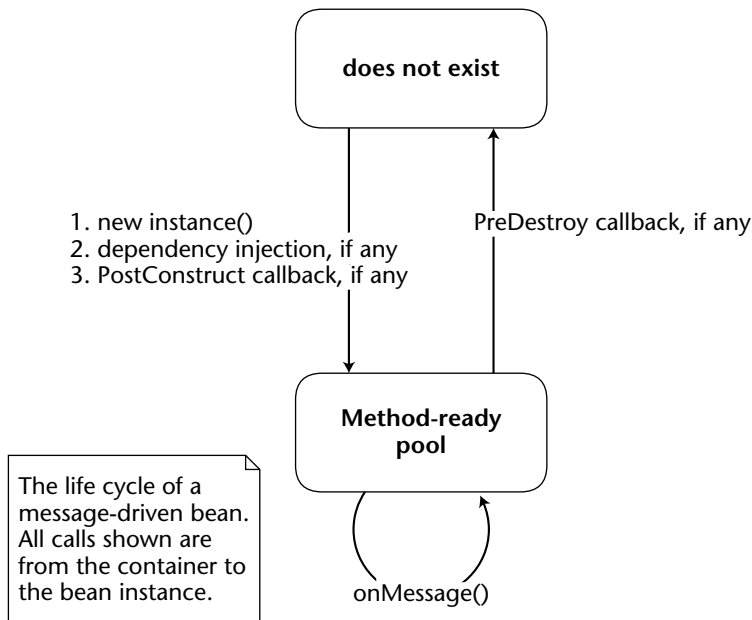 does not exist
1. new instance()
2. dependency injection, if any
3. PostConstruct callback, if any
PreDestroy callback, if any
Method-ready
pool
The life cycle of a
message-driven bean.
All calls shown are
from the container to
the bean instance.
onMessage()